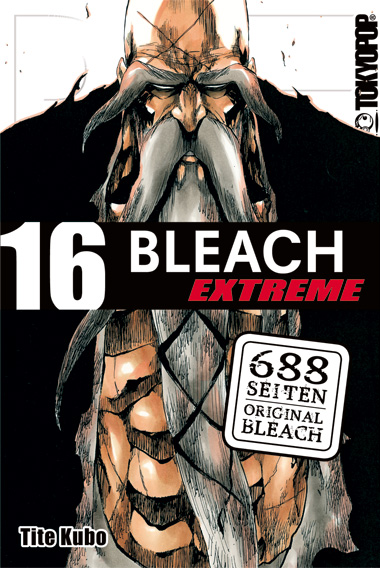 TOKYOPOP
16 BLEACH
EXTREME
688
SEITEN
ORIGINAL
BLEACH
Tite Kubo